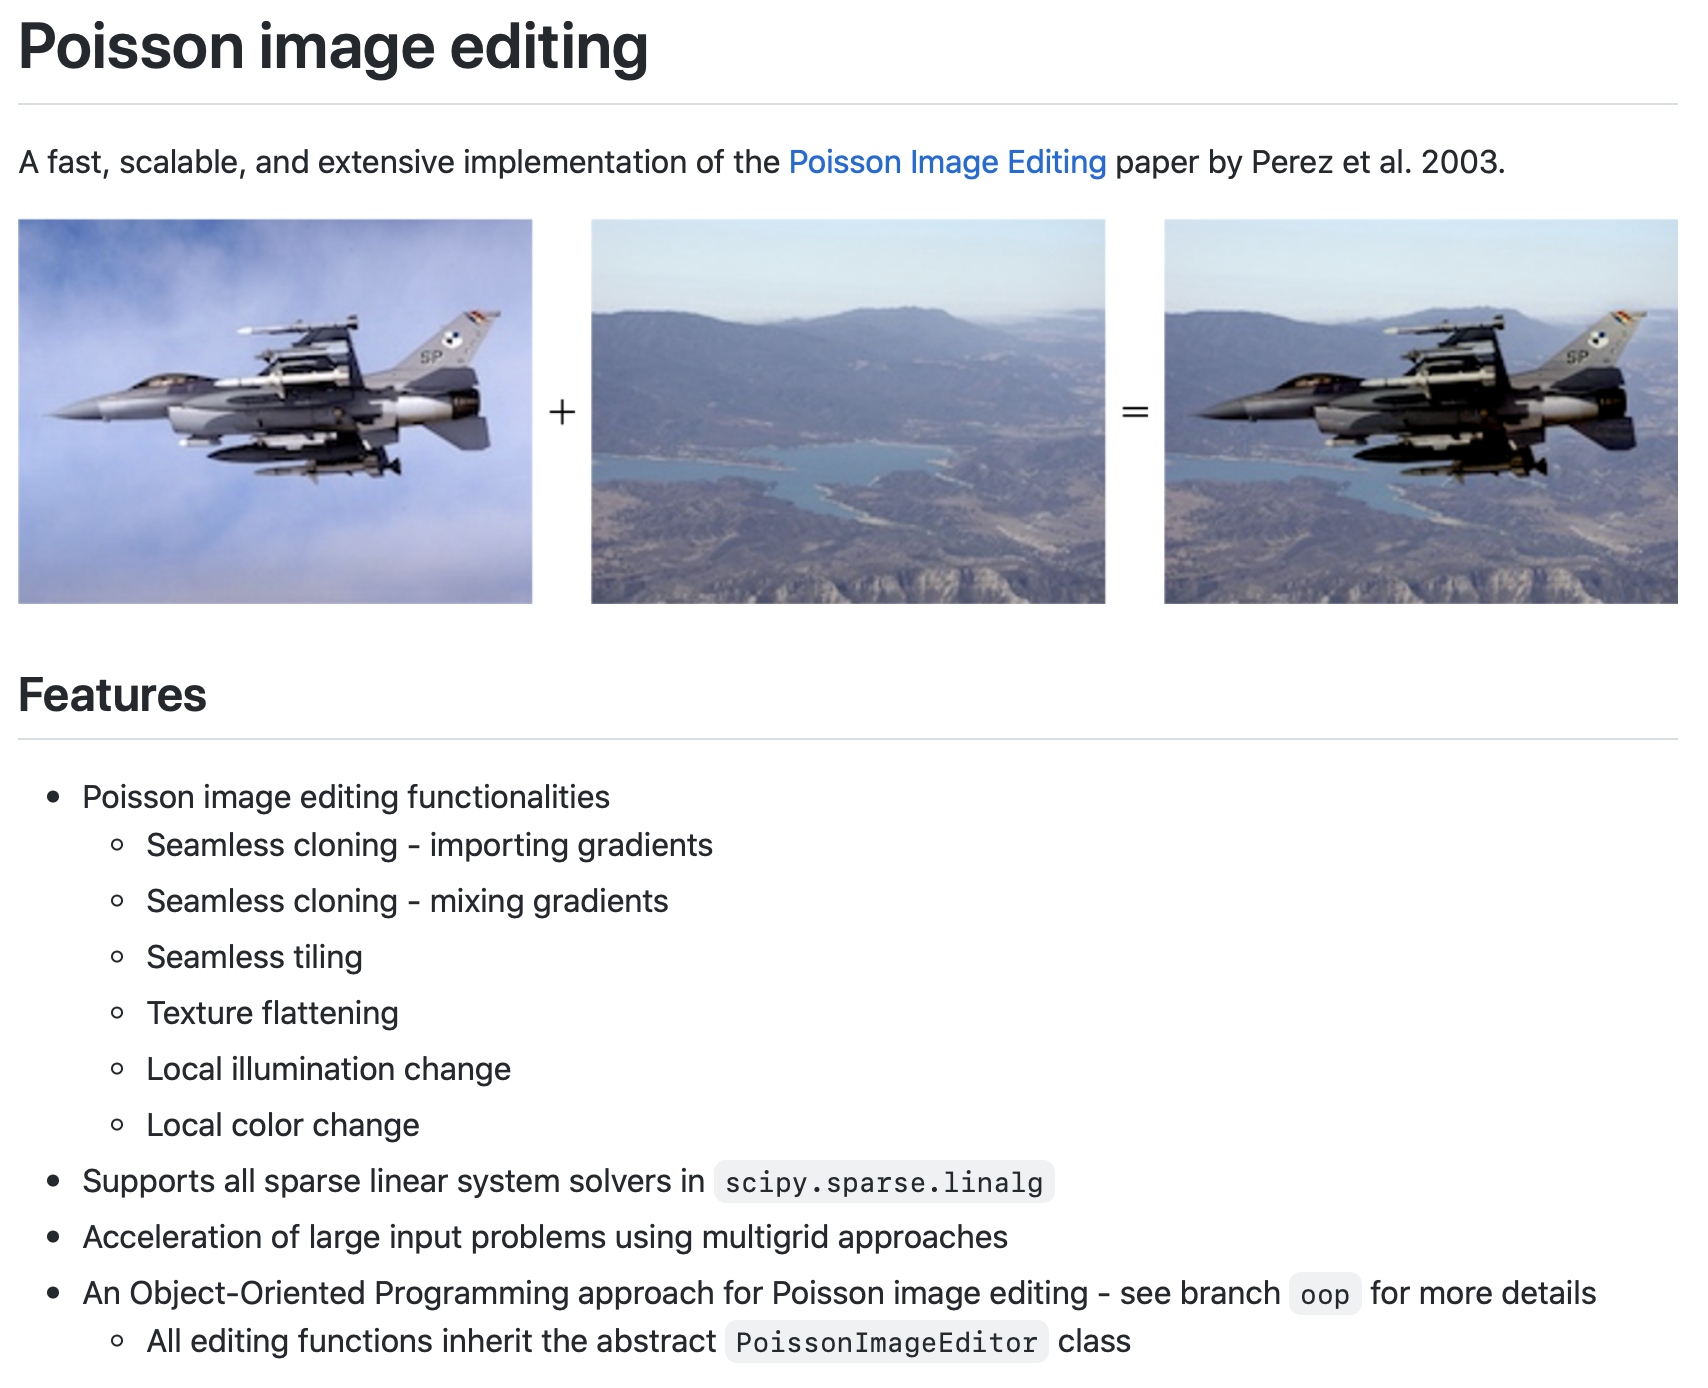 Poisson image editing
A fast, scalable, and extensive implementation of the Poisson Image Editing paper by Perez et al. 2003.
SP
+
=
SP
Features
• Poisson image editing functionalities
○ Seamless cloning - importing gradients
○ Seamless cloning - mixing gradients
○ Seamless tiling
○ Texture flattening
○ Local illumination change
○ Local color change
• Supports all sparse linear system solvers in scipy.sparse.linalg
• Acceleration of large input problems using multigrid approaches
• An Object-Oriented Programming approach for Poisson image editing - see branch oop for more details
○ All editing functions inherit the abstract PoissonImageEditor class